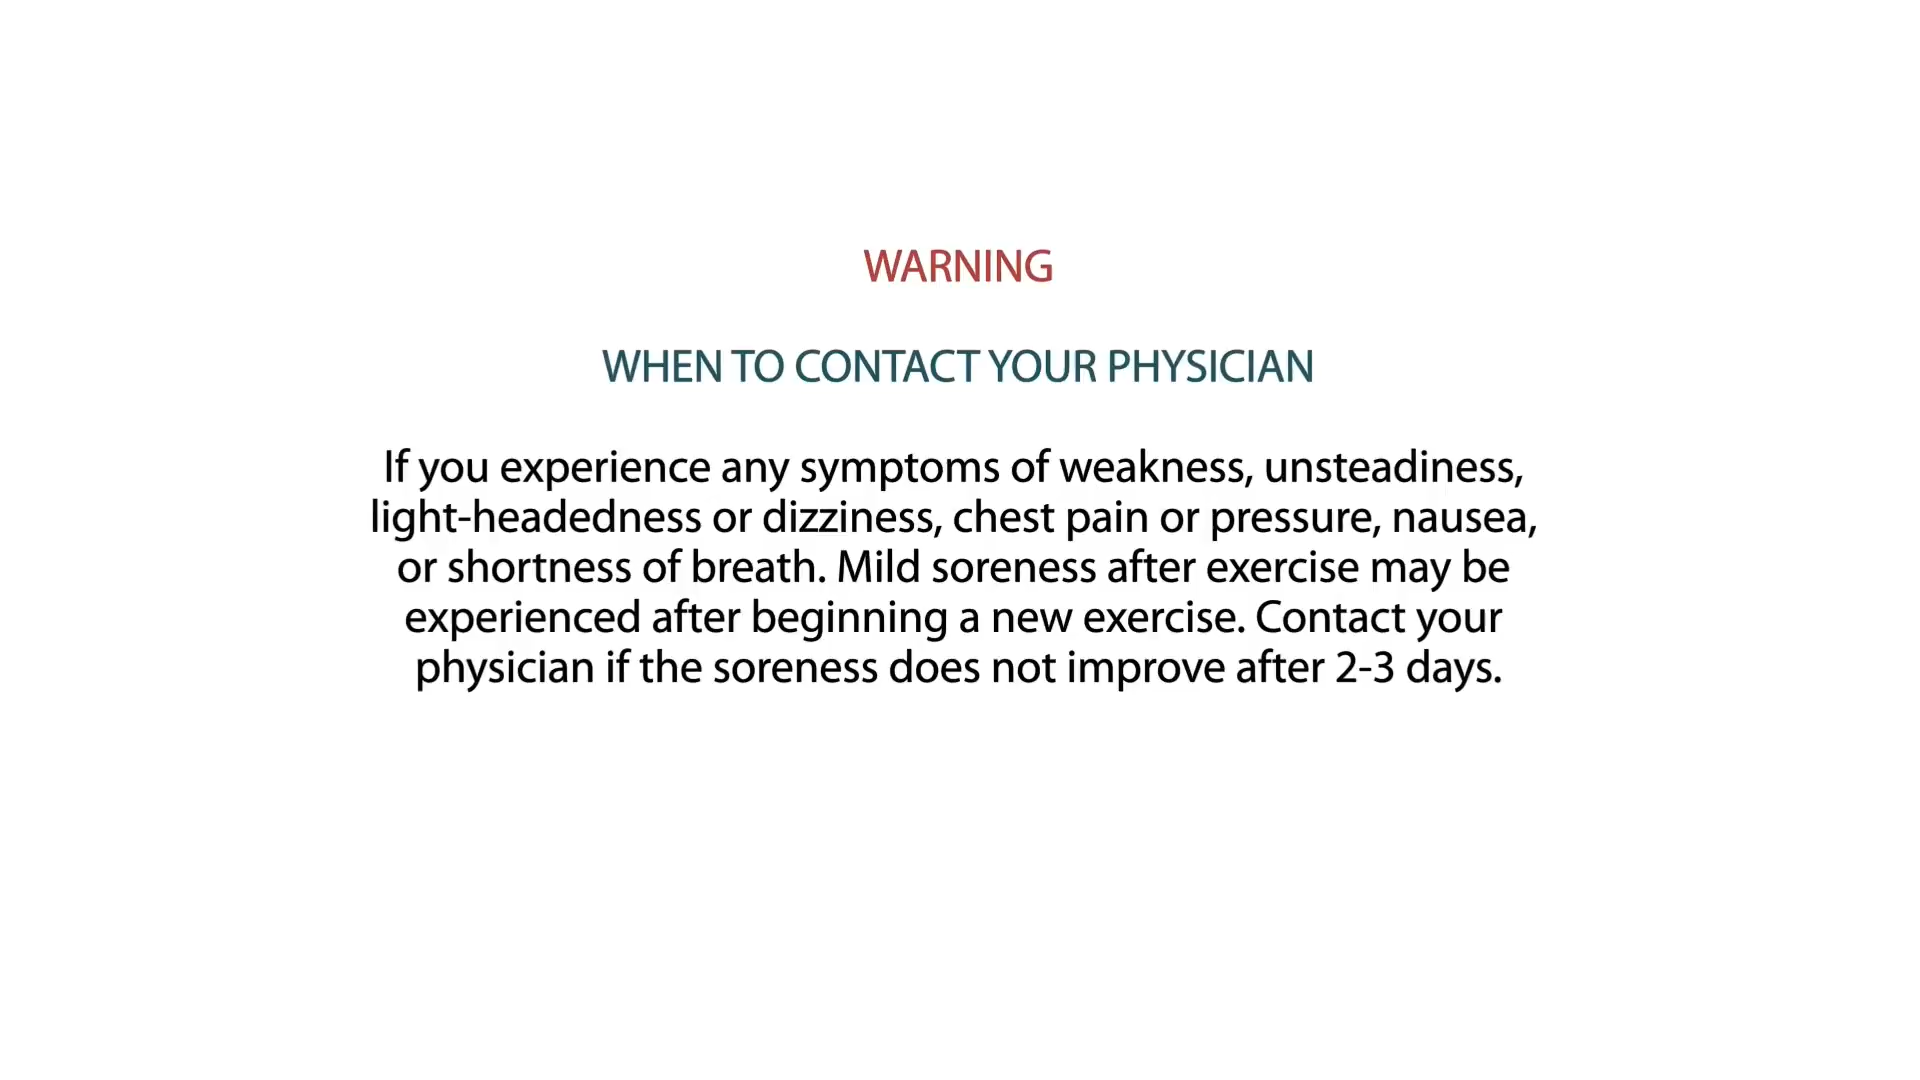 WARNING
WHEN TO CONTACT YOUR PHYSICIAN
If you experience any symptoms of weakness, unsteadiness,
light-headedness or dizziness, chest pain or pressure, nausea,
or shortness of breath. Mild soreness after exercise may be
experienced after beginning a new exercise. Contact your
physician if the soreness does not improve after 2-3 days.